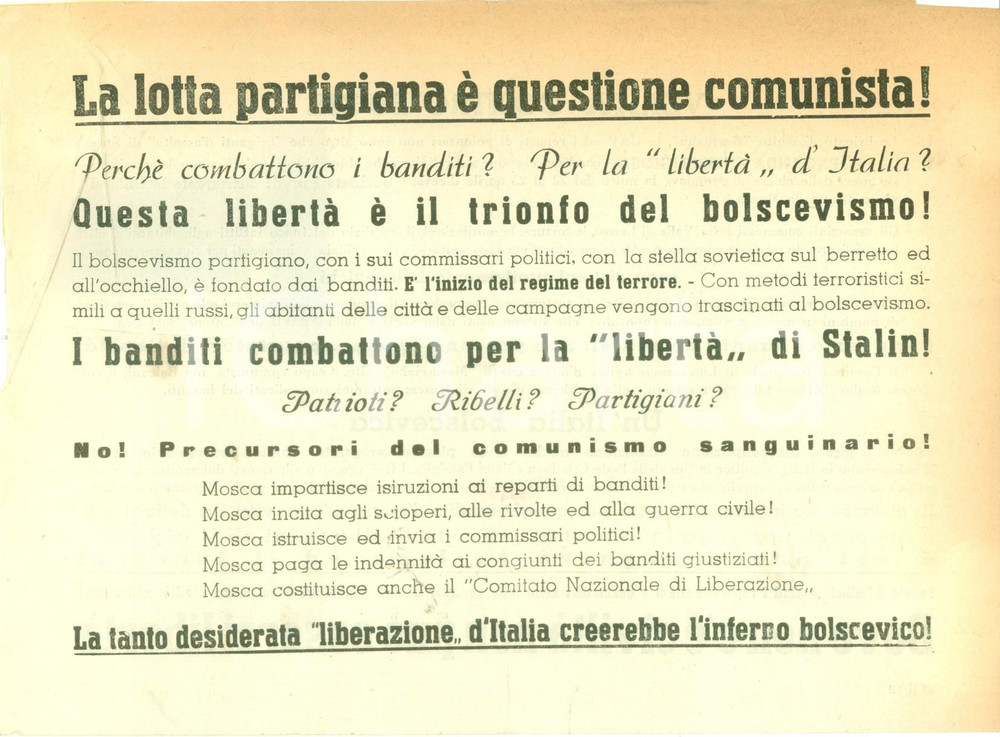 La lotta partigiana è questione comunista!
Perchè combattono i banditi? Per la "libertà„ d'Italia?
Questa libertà è il trionfo del bolscevismo!
Il bolscevismo partigiano, con i sui commissari politici, con la stella sovietica sul berretto ed
all'occhiello, è fondato dai banditi. E' l'inizio del regime del terrore. - Con metodi terroristici si-
mili a quelli russi, gli abitanti delle città e delle campagne vengono trascinati al bolscevismo.
I banditi combattono per la "libertà„ di Stalin!
Patrioti? Ribelli? Partigiani?
No! Precursori del comunismo sanguinario!
Mosca impartisce isiruzioni ai reparti di banditi!
Mosca incita agli scioperi, alle rivolte ed alla guerra civile!
Mosca istruisce ed invia i commissari politici!
Mosca paga le indennità ai congiunti dei banditi giustiziati!
Mosca costituisce anche il "Comitato Nazionale di Liberazione„
La tanto desiderata "liberazione„ d'Italia creerebbe l'inferno bolscevico!